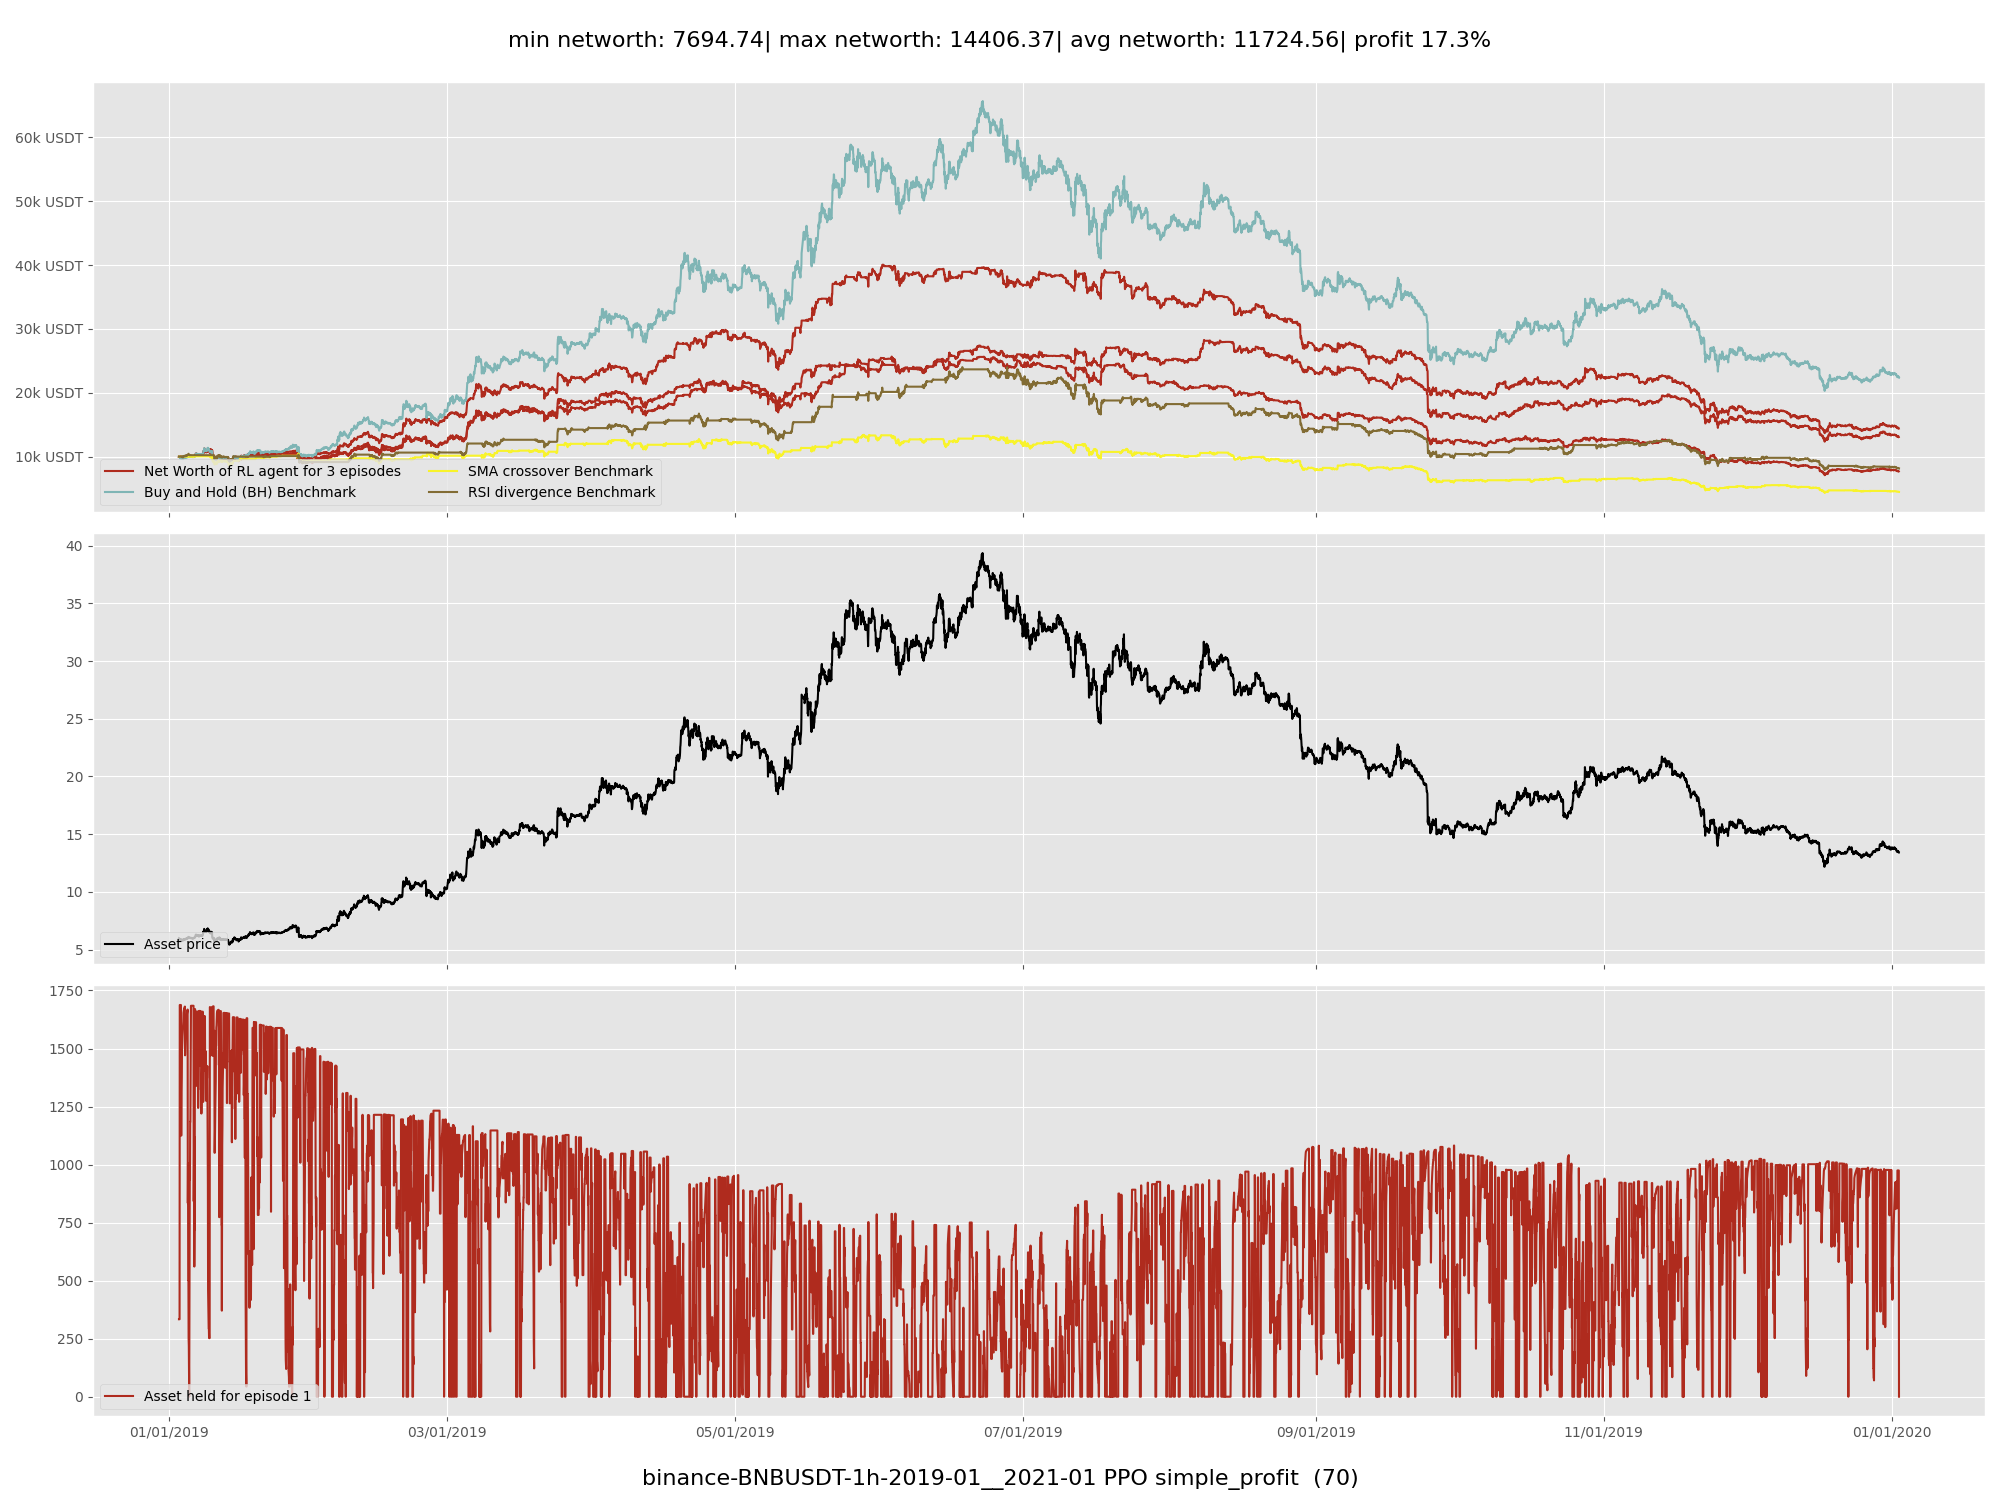 min networth: 7694.74| max networth: 14406.37| avg networth: 11724.56| profit 17.3%
60k USDT
50k USDT
40k USDT
30k USDT
20k USDT
10k USDT
Net Worth of RL agent for 3 episodes
Buy and Hold (BH) Benchmark
SMA crossover Benchmark
RSI divergence Benchmark
40
35
30
25
20
15
10
5
Asset price
1750
1500
1250
1000
750
500
250
0
Asset held for episode 1
01/01/2019 03/01/2019 05/01/2019 07/01/2019 09/01/2019 11/01/2019 01/01/2020
binance-BNBUSDT-1h-2019-01__2021-01 PPO simple_profit (70)